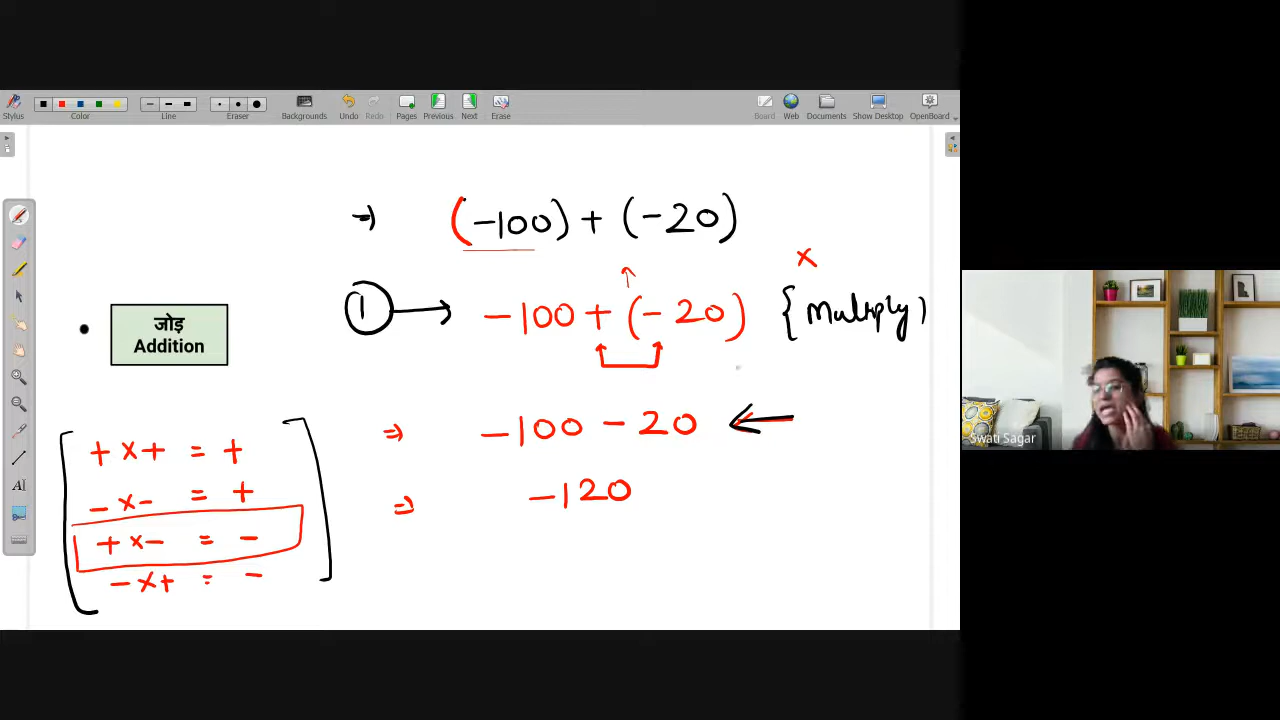 Stylus Color Line Eraser Backgrounds Undo Redo Pages Previous Next Erase Board Web Documents Show Desktop OpenBoard
→ (-100) + (-20)
x
① → -100 + (-20) {Multiply}
जोड़
Addition
⇒ -100 - 20 ←
Swati Sagar
+ x + = +
- x - = +
⇒ -120
+ x - = -
- x + = -